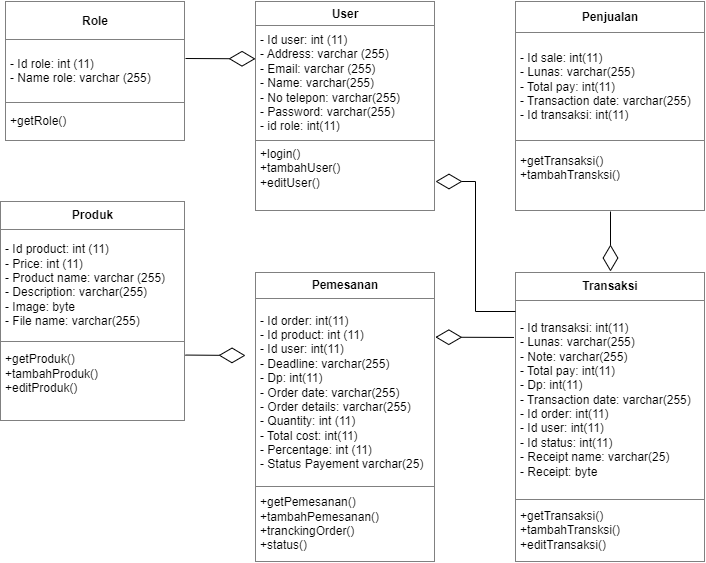 Role
- Id role: int (11)
- Name role: varchar (255)
+getRole()
User
- Id user: int (11)
- Address: varchar (255)
- Email: varchar (255)
- Name: varchar(255)
- No telepon: varchar(255)
- Password: varchar(255)
- id role: int(11)
+login()
+tambahUser()
+editUser()
Penjualan
- Id sale: int(11)
- Lunas: varchar(255)
- Total pay: int(11)
- Transaction date: varchar(255)
- Id transaksi: int(11)
+getTransaksi()
+tambahTransksi()
Produk
- Id product: int (11)
- Price: int (11)
- Product name: varchar (255)
- Description: varchar(255)
- Image: byte
- File name: varchar(255)
+getProduk()
+tambahProduk()
+editProduk()
Pemesanan
- Id order: int(11)
- Id product: int(11)
- Id user: int(11)
- Deadline: varchar(255)
- Dp: int(11)
- Order date: varchar(255)
- Order details: varchar(255)
- Quantity: int (11)
- Total cost: int(11)
- Percentage: int (11)
- Status Payement varchar(25)
+getPemesanan()
+tambahPemesanan()
+tranckingOrder()
+status()
Transaksi
- Id transaksi: int(11)
- Lunas: varchar(255)
- Note: varchar(255)
- Total pay: int(11)
- Dp: int(11)
- Transaction date: varchar(255)
- Id order: int(11)
- Id user: int(11)
- Id status: int(11)
- Receipt name: varchar(25)
- Receipt: byte
+getTransaksi()
+tambahTransksi()
+editTransaksi()